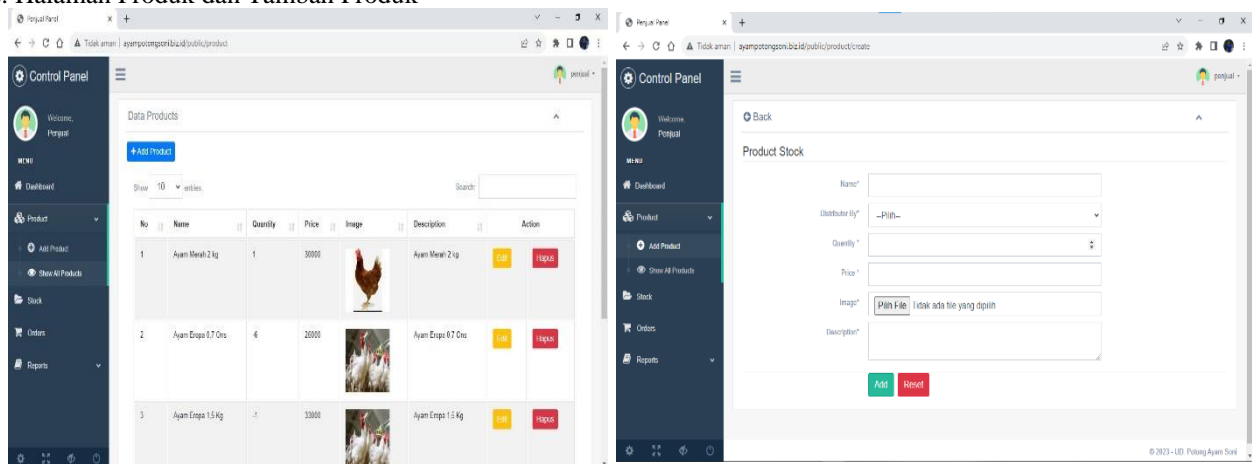 Halaman Produk dan Tambah Produk
Penjual Panel
Tidak aman | ayampotongsoni.biz.id/public/product
Control Panel
penjual
Welcome,
Penjual
MENU
Dashboard
Product
Add Product
Show All Products
Stock
Orders
Reports
Data Products
+Add Product
Show 10 entries
Search:
No Name Quantity Price Image Description Action
1 Ayam Merah 2 kg 1 30000 Ayam Merah 2 kg Edit Hapus
2 Ayam Eropa 0,7 Ons -6 26000 Ayam Eropa 0.7 Ons Edit Hapus
3 Ayam Eropa 1,5 Kg -1 33000 Ayam Eropa 1,5 Kg Edit Hapus
Penjual Panel
Tidak aman | ayampotongsoni.biz.id/public/product/create
Control Panel
penjual
Welcome,
Penjual
MENU
Dashboard
Product
Add Product
Show All Products
Stock
Orders
Reports
Back
Product Stock
Name*
Distributor By* --Pilih--
Quantity *
Price *
Image* Pilih File Tidak ada file yang dipilih
Description*
Add Reset
© 2023 - UD. Potong Ayam Soni